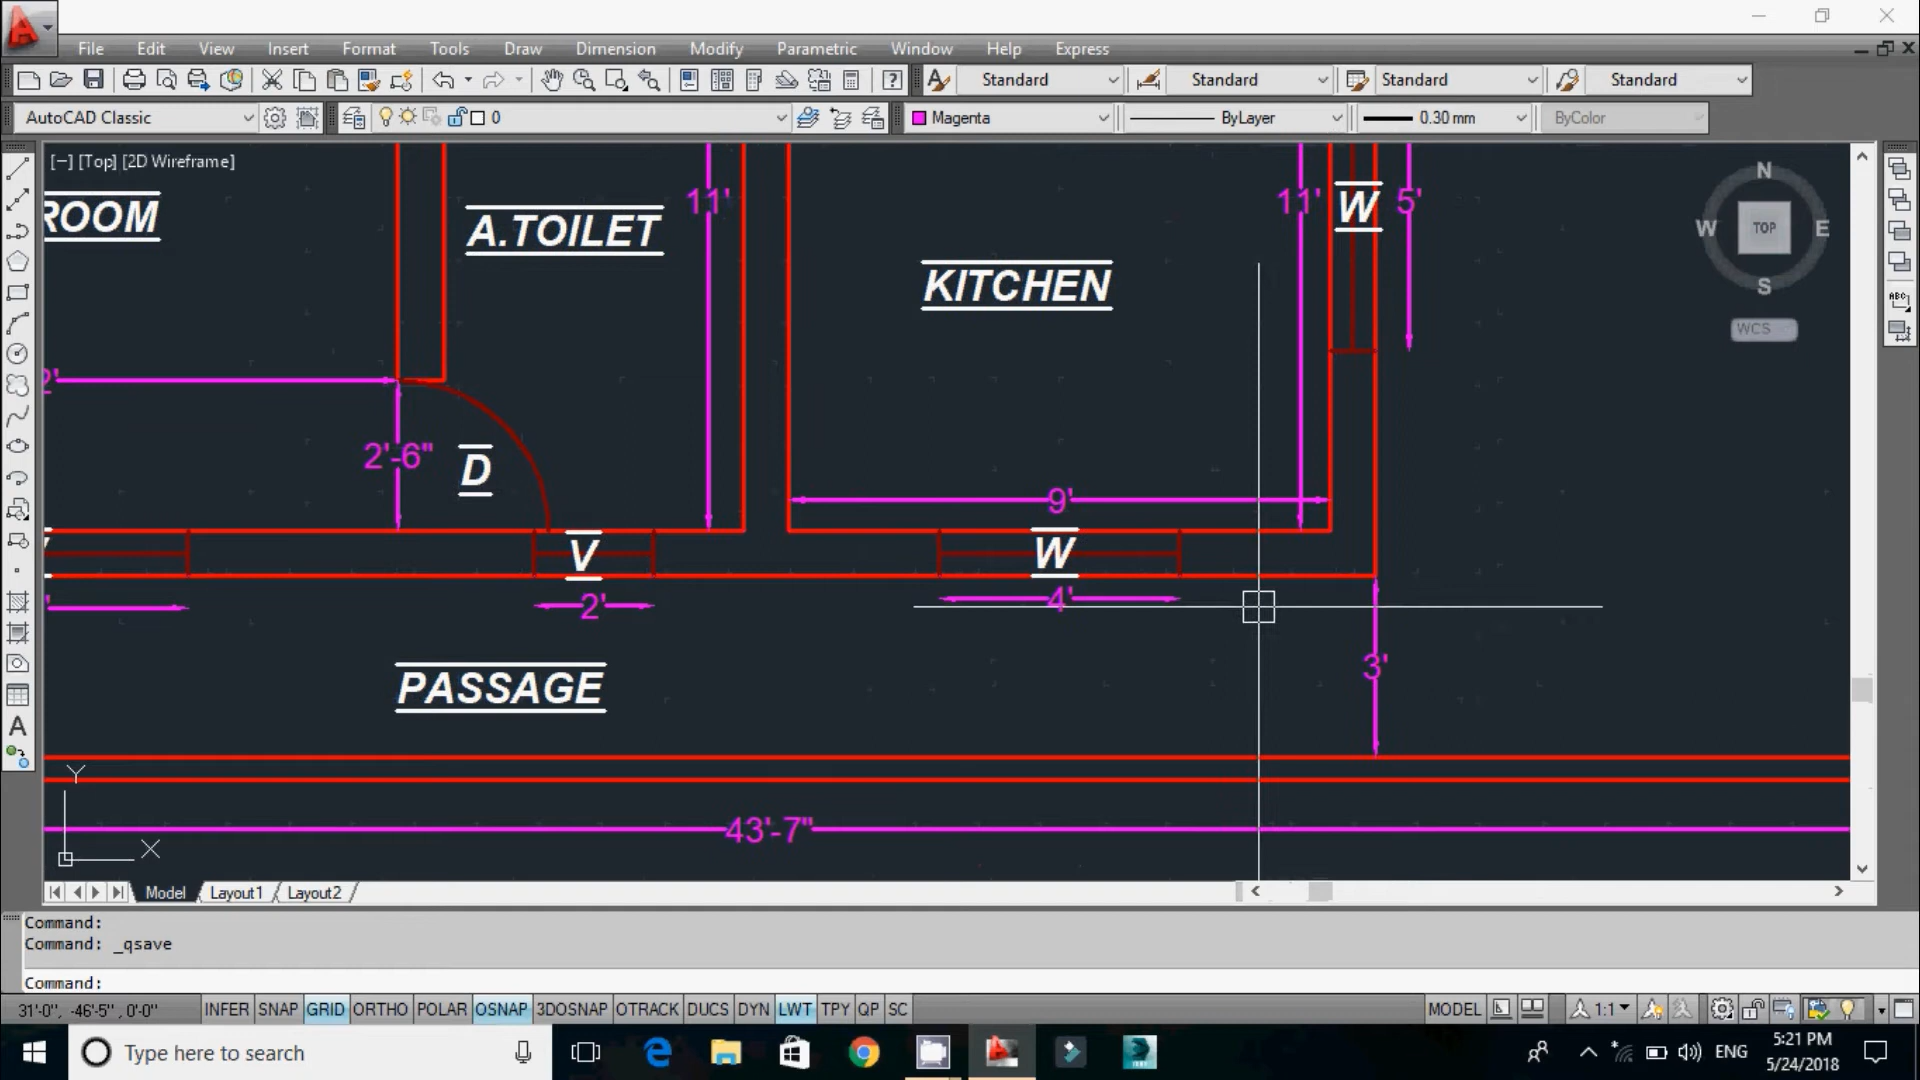 File Edit View Insert Format Tools Draw Dimension Modify Parametric Window Help Express
Standard Standard Standard Standard
AutoCAD Classic 0 Magenta ByLayer 0.30 mm ByColor
[−] [Top] [2D Wireframe]
N
W TOP E
S
WCS
ROOM
A.TOILET
11'
KITCHEN
11'
W
5'
2'
2'-6"
D
9'
V
W
2'
4'
PASSAGE
3'
43'-7"
Y
X
Model Layout1 Layout2
Command:
Command: _qsave
Command:
31'-0", -46'-5" , 0'-0" INFER SNAP GRID ORTHO POLAR OSNAP 3DOSNAP OTRACK DUCS DYN LWT TPY QP SC MODEL 1:1
Type here to search ENG 5:21 PM
5/24/2018